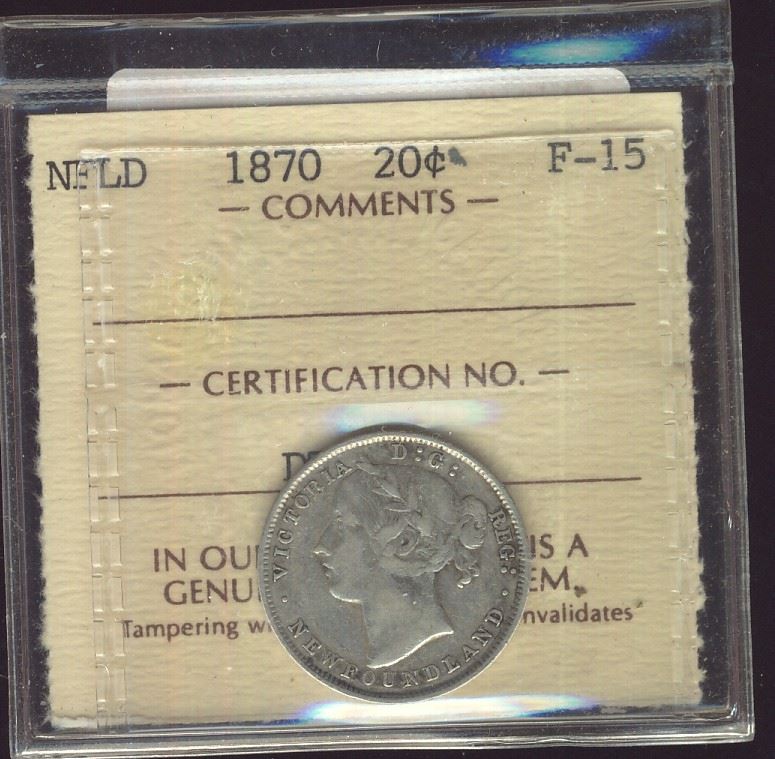 NFLD 1870 20¢ F-15
— COMMENTS —
— CERTIFICATION NO. —
VICTORIA D:G: REG:
NEWFOUNDLAND
IN OU IS A
GENU EM.
Tampering w nvalidates